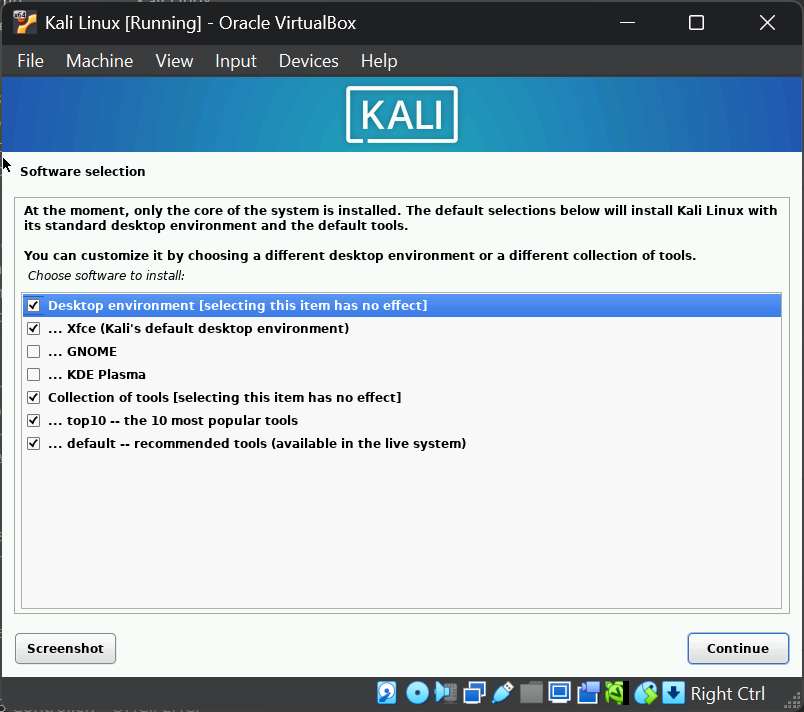 Kali Linux [Running] - Oracle VirtualBox
File Machine View Input Devices Help
KALI
Software selection
At the moment, only the core of the system is installed. The default selections below will install Kali Linux with
its standard desktop environment and the default tools.
You can customize it by choosing a different desktop environment or a different collection of tools.
Choose software to install:
Desktop environment [selecting this item has no effect]
... Xfce (Kali's default desktop environment)
... GNOME
... KDE Plasma
Collection of tools [selecting this item has no effect]
... top10 -- the 10 most popular tools
... default -- recommended tools (available in the live system)
Screenshot Continue
Right Ctrl